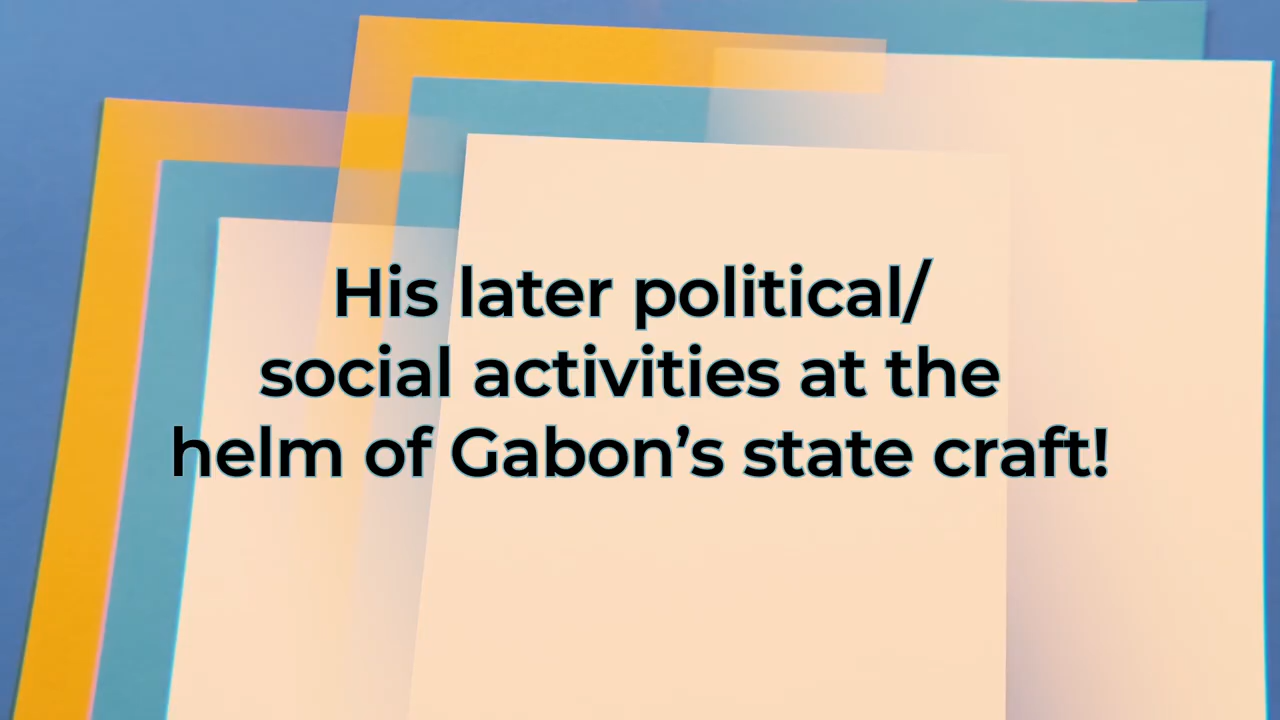 His later political/
social activities at the
helm of Gabon’s state craft!